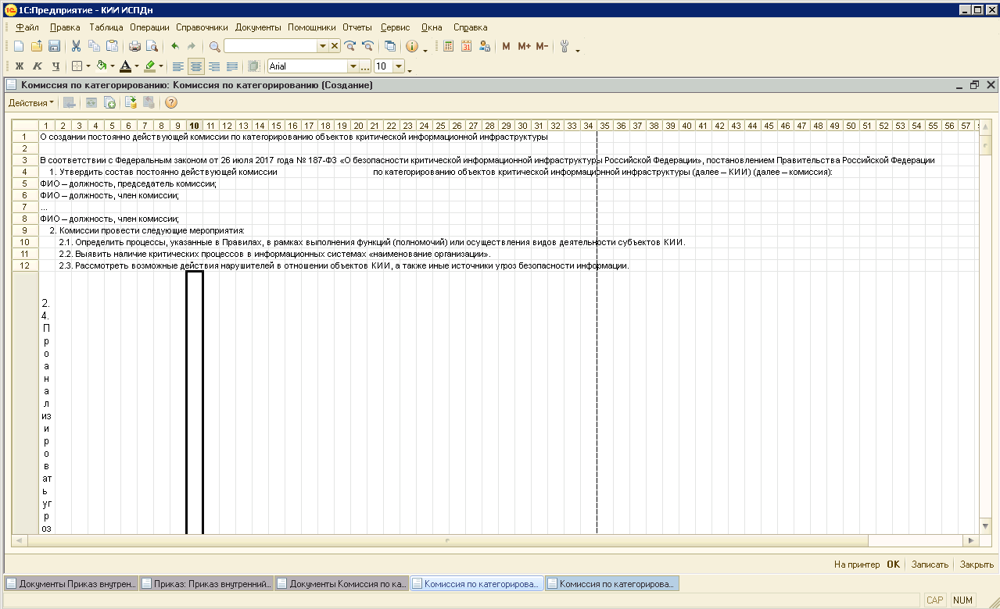 1С:Предприятие - КИИ ИСПДн
Файл Правка Таблица Операции Справочники Документы Помощники Отчеты Сервис Окна Справка
M M+ M-
Ж К Ч Arial 10
Комиссия по категорированию: Комиссия по категорированию (Создание)
Действия
1 2 3 4 5 6 7 8 9 10 11 12 13 14 15 16 17 18 19 20 21 22 23 24 25 26 27 28 29 30 31 32 33 34 35 36 37 38 39 40 41 42 43 44 45 46 47 48 49 50 51 52 53 54 55 56 57
1 О создании постоянно действующей комиссии по категорированию объектов критической информационной инфраструктуры
2
3 В соответствии с Федеральным законом от 26 июля 2017 года № 187-ФЗ «О безопасности критической информационной инфраструктуры Российской Федерации», постановлением Правительства Российской Федерации
4 1. Утвердить состав постоянно действующей комиссии по категорированию объектов критической информационной инфраструктуры (далее – КИИ) (далее – комиссия):
5 ФИО – должность, председатель комиссии;
6 ФИО – должность, член комиссии;
7 ...
8 ФИО – должность, член комиссии;
9 2. Комиссии провести следующие мероприятия:
10 2.1. Определить процессы, указанные в Правилах, в рамках выполнения функций (полномочий) или осуществления видов деятельности субъектов КИИ.
11 2.2. Выявить наличие критических процессов в информационных системах «наименование организации».
12 2.3. Рассмотреть возможные действия нарушителей в отношении объектов КИИ, а также иные источники угроз безопасности информации.
2.
4.
П
р
о
а
н
а
л
из
и
р
о
в
ат
ь
уг
р
оз
На принтер OK Записать Закрыть
Документы Приказ внутрен... Приказ: Приказ внутренний... Документы Комиссия по ка... Комиссия по категорирова... Комиссия по категорирова...
CAP NUM